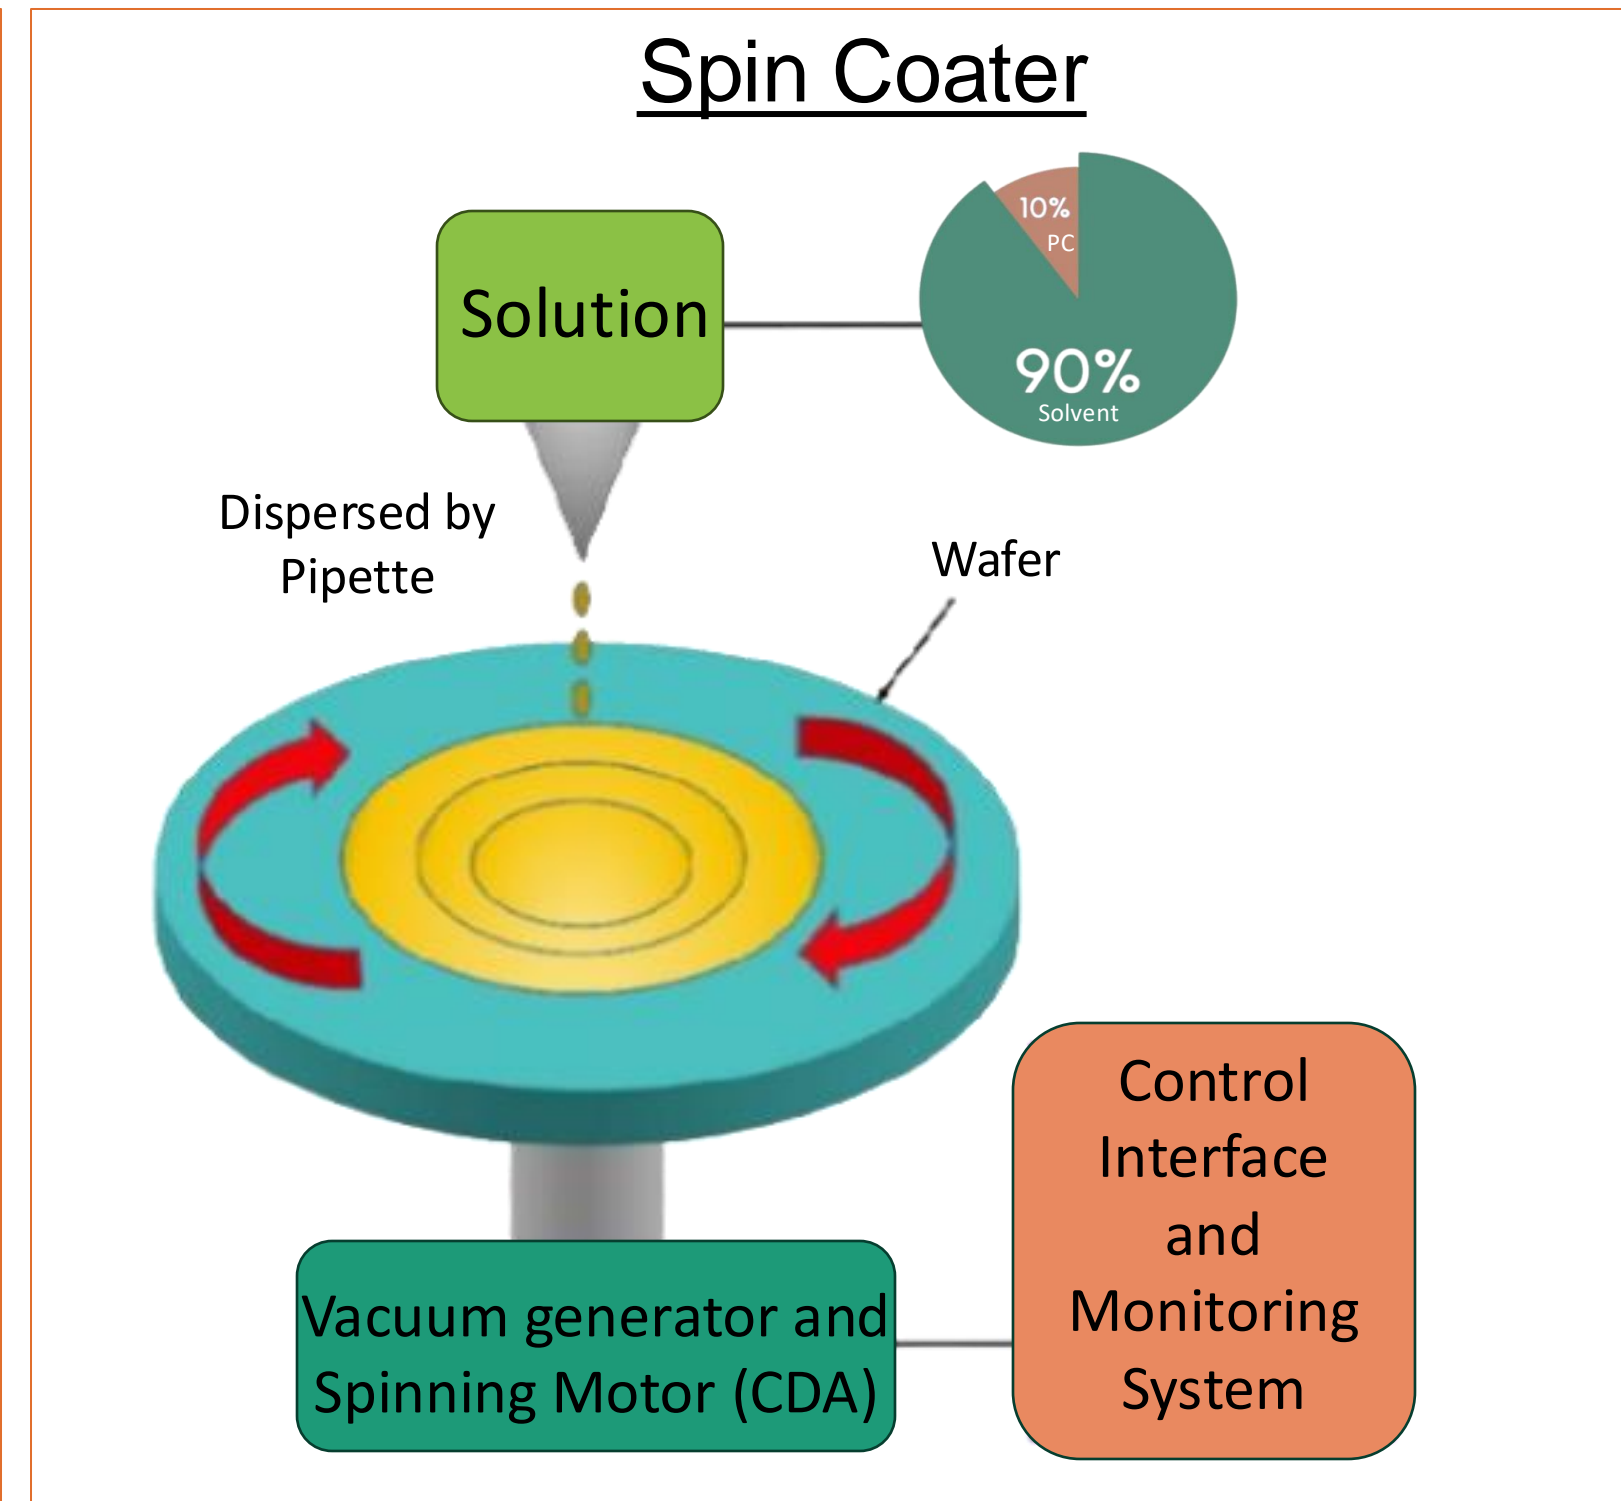 Spin Coater
Solution
10%
PC
90%
Solvent
Dispersed by
Pipette
Wafer
Control
Interface
and
Monitoring
System
Vacuum generator and
Spinning Motor (CDA)